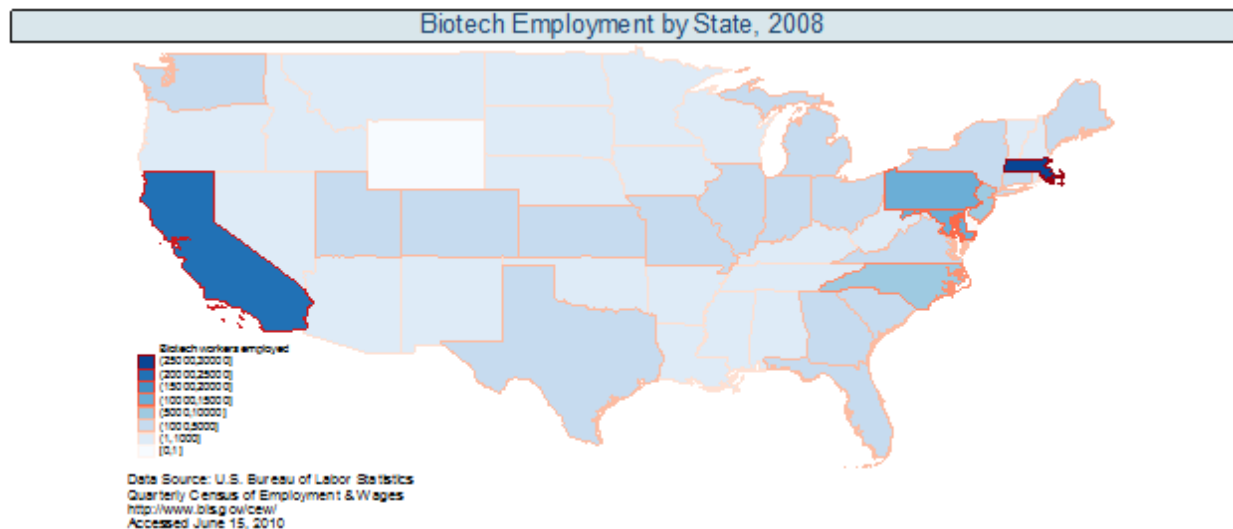 Biotech Employment by State, 2008
Biotech workers employed
(25000,30000]
(20000,25000]
(15000,20000]
(10000,15000]
(5000,10000]
(1000,5000]
(1,1000]
[0,1]
Data Source: U.S. Bureau of Labor Statistics
Quarterly Census of Employment & Wages
http://www.bls.gov/cew/
Accessed June 15, 2010